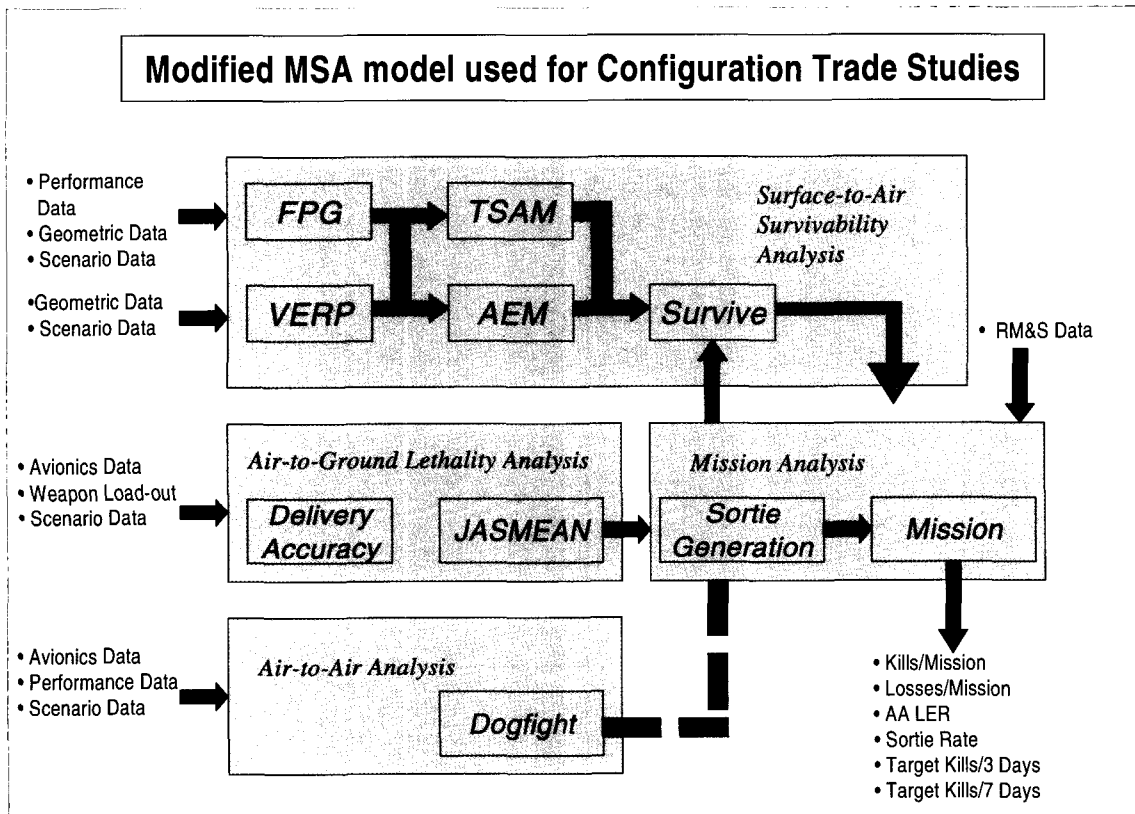 Modified MSA model used for Configuration Trade Studies
• Performance
Data
• Geometric Data
• Scenario Data
•Geometric Data
• Scenario Data
FPG
TSAM
Surface-to-Air
Survivability
Analysis
VERP
AEM
Survive
• RM&S Data
• Avionics Data
• Weapon Load-out
• Scenario Data
Air-to-Ground Lethality Analysis
Delivery
Accuracy
JASMEAN
Mission Analysis
Sortie
Generation
Mission
• Avionics Data
• Performance Data
• Scenario Data
Air-to-Air Analysis
Dogfight
• Kills/Mission
• Losses/Mission
• AA LER
• Sortie Rate
• Target Kills/3 Days
• Target Kills/7 Days